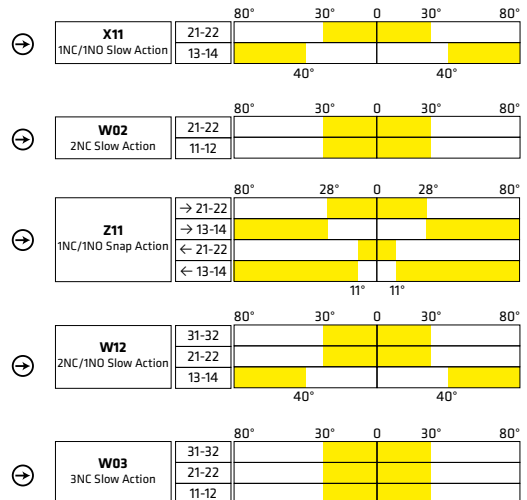 80° 30° 0 30° 80°
X11
1NC/1NO Slow Action
21-22
13-14
40° 40°
80° 30° 0 30° 80°
W02
2NC Slow Action
21-22
11-12
80° 28° 0 28° 80°
Z11
1NC/1NO Snap Action
→ 21-22
→ 13-14
← 21-22
← 13-14
11° 11°
80° 30° 0 30° 80°
W12
2NC/1NO Slow Action
31-32
21-22
13-14
40° 40°
80° 30° 0 30° 80°
W03
3NC Slow Action
31-32
21-22
11-12